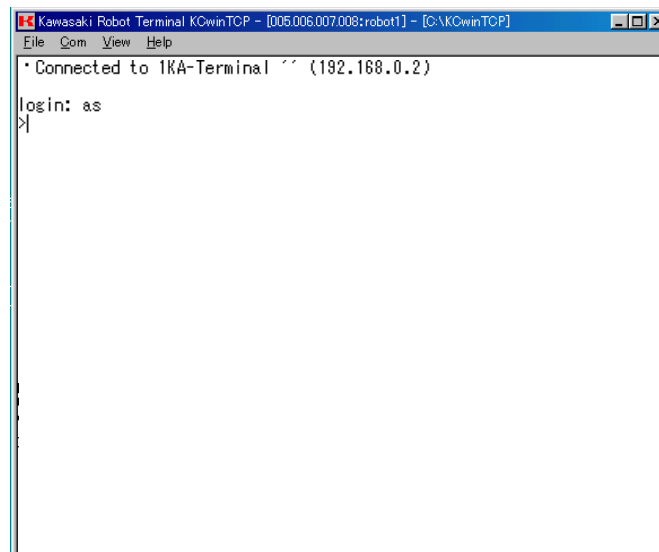 Kawasaki Robot Terminal KCwinTCP - [005.006.007.008:robot1] - [C:\KCwinTCP]
File Com View Help
・Connected to 1KA-Terminal ´´ (192.168.0.2)
login: as
>